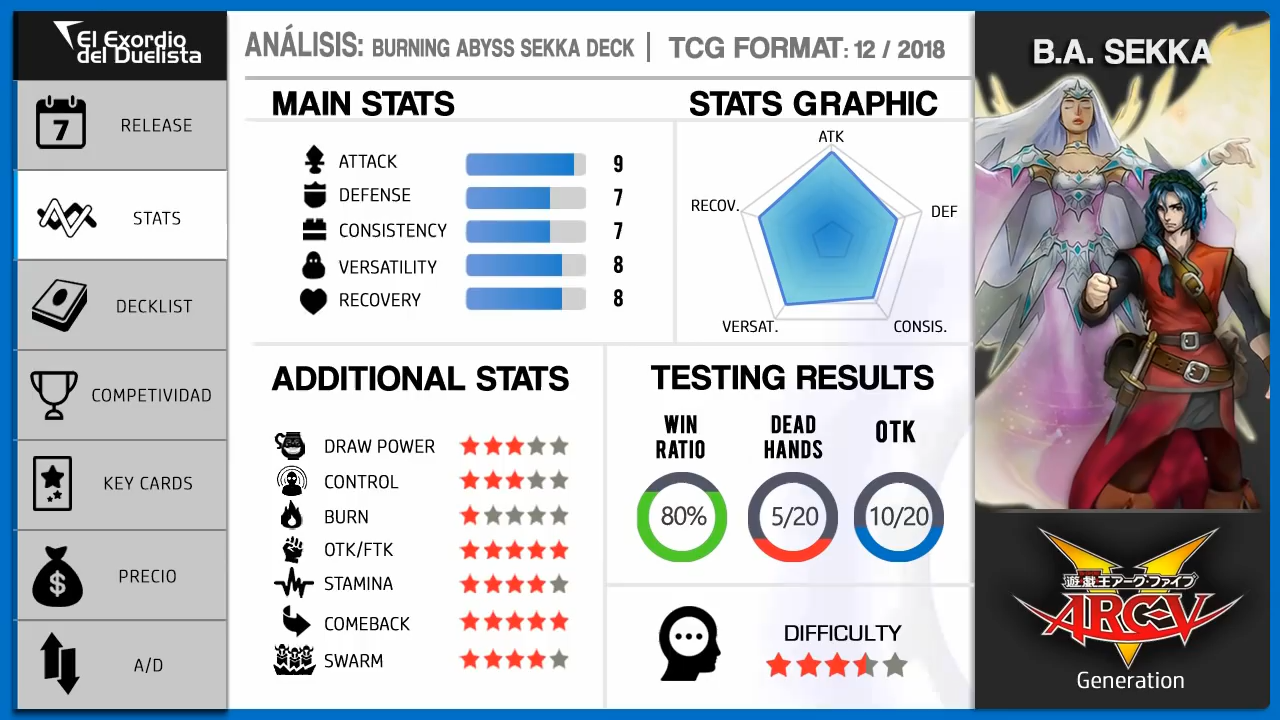 El Exordio
del Duelista
ANÁLISIS: BURNING ABYSS SEKKA DECK | TCG FORMAT: 12 / 2018
B.A. SEKKA
7
RELEASE
STATS
DECKLIST
COMPETIVIDAD
KEY CARDS
$
PRECIO
A/D
MAIN STATS
ATTACK 9
DEFENSE 7
CONSISTENCY 7
VERSATILITY 8
RECOVERY 8
STATS GRAPHIC
ATK
RECOV.
DEF
VERSAT.
CONSIS.
ADDITIONAL STATS
DRAW POWER
CONTROL
BURN
OTK/FTK
STAMINA
COMEBACK
SWARM
TESTING RESULTS
WIN
RATIO
DEAD
HANDS
OTK
80%
5/20
10/20
DIFFICULTY
遊戯王アーク・ファイブ
ARC-V
Generation